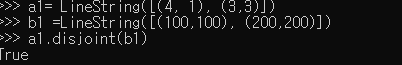 >>> a1= LineString([(4, 1), (3,3)])
>>> b1 =LineString([(100,100), (200,200)])
>>> a1.disjoint(b1)
True